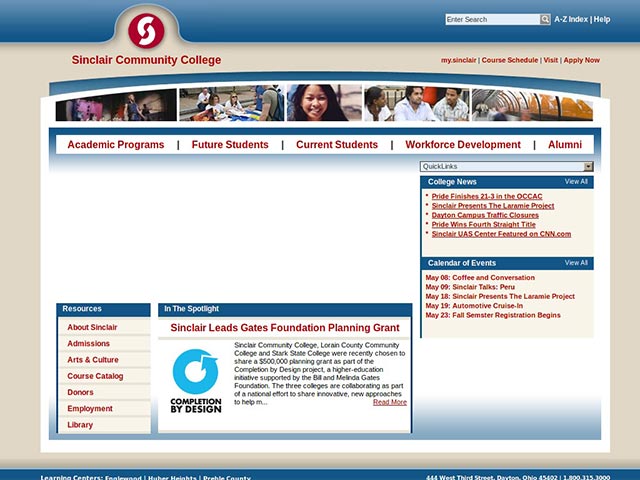 Enter Search
A-Z Index | Help
Sinclair Community College
my.sinclair | Course Schedule | Visit | Apply Now
Academic Programs | Future Students | Current Students | Workforce Development | Alumni
QuickLinks
College News View All
Pride Finishes 21-3 in the OCCAC
Sinclair Presents The Laramie Project
Dayton Campus Traffic Closures
Pride Wins Fourth Straight Title
Sinclair UAS Center Featured on CNN.com
Calendar of Events View All
May 08: Coffee and Conversation
May 09: Sinclair Talks: Peru
May 18: Sinclair Presents The Laramie Project
May 19: Automotive Cruise-In
May 23: Fall Semster Registration Begins
Resources
About Sinclair
Admissions
Arts & Culture
Course Catalog
Donors
Employment
Library
In The Spotlight
Sinclair Leads Gates Foundation Planning Grant
COMPLETION
BY DESIGN
Sinclair Community College, Lorain County Community
College and Stark State College were recently chosen to
share a $500,000 planning grant as part of the
Completion by Design project, a higher-education
initiative supported by the Bill and Melinda Gates
Foundation. The three colleges are collaborating as part
of a national effort to share innovative, new approaches
to help m... Read More
Learning Centers: Englewood | Huber Heights | Preble County
444 West Third Street, Dayton, Ohio 45402 | 1.800.315.3000